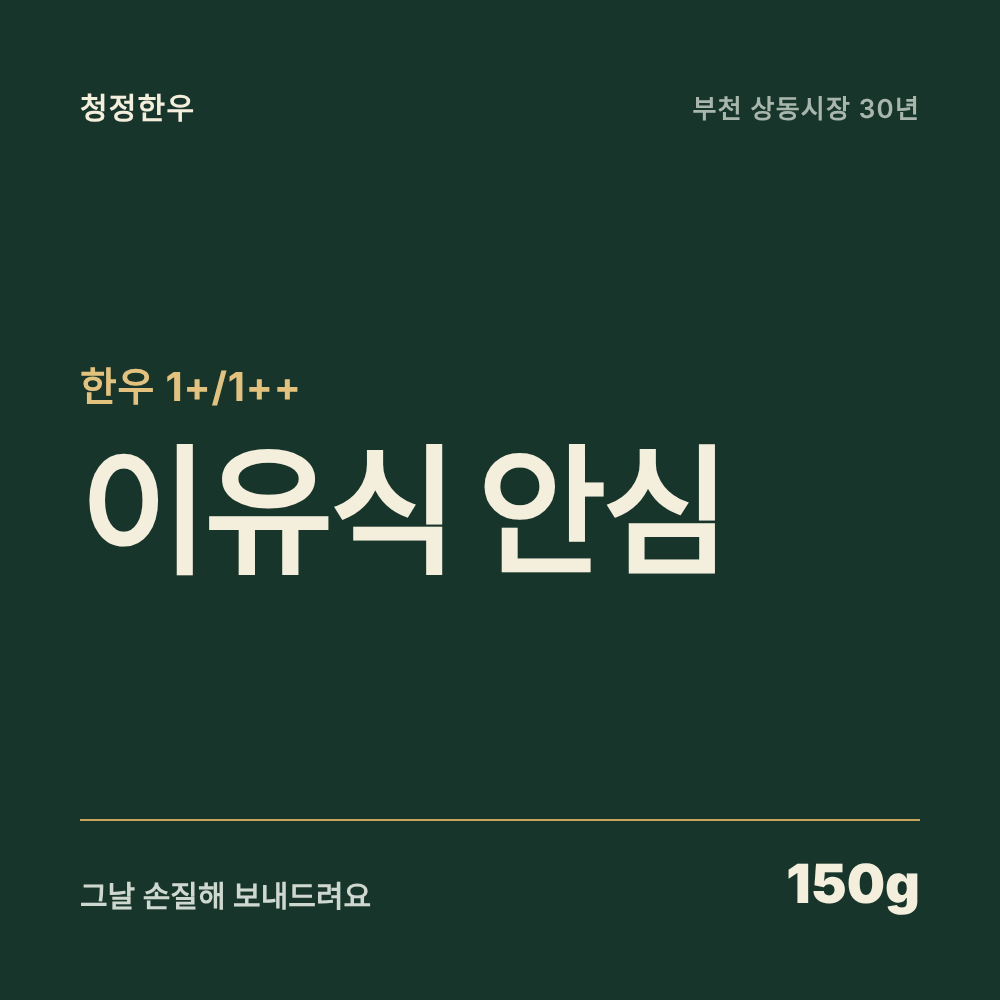 청정한우
부천 상동시장 30년
한우 1+/1++
이유식 안심
그날 손질해 보내드려요
150g